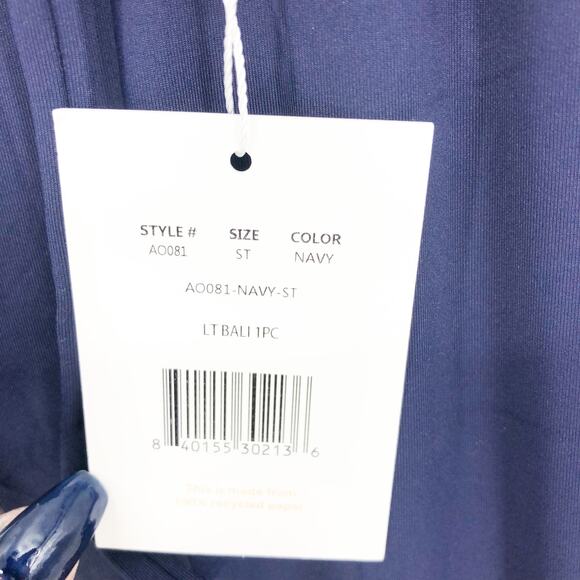 STYLE # SIZE COLOR
AO081 ST NAVY
AO081-NAVY-ST
LT BALI 1PC
8 40155 30213 6
This is made from
100% recycled paper